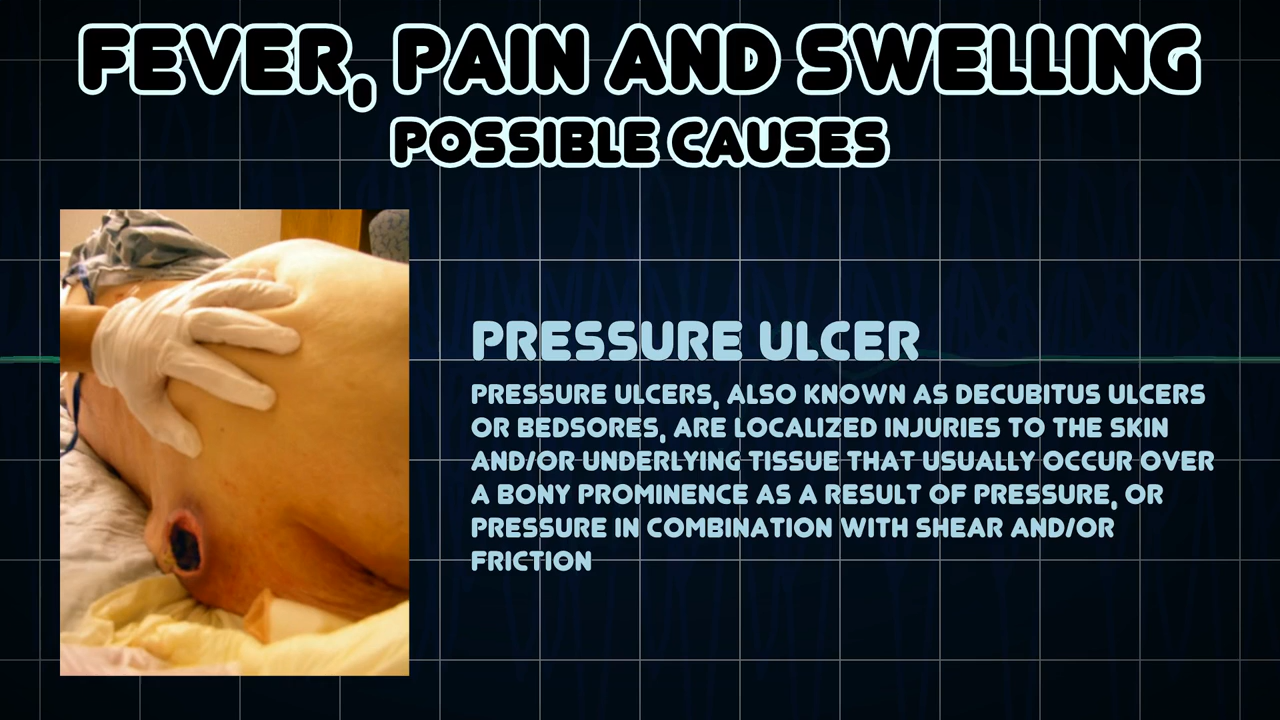 FEVER, PAIN AND SWELLING
POSSIBLE CAUSES
PRESSURE ULCER
PRESSURE ULCERS, ALSO KNOWN AS DECUBITUS ULCERS
OR BEDSORES, ARE LOCALIZED INJURIES TO THE SKIN
AND/OR UNDERLYING TISSUE THAT USUALLY OCCUR OVER
A BONY PROMINENCE AS A RESULT OF PRESSURE, OR
PRESSURE IN COMBINATION WITH SHEAR AND/OR
FRICTION